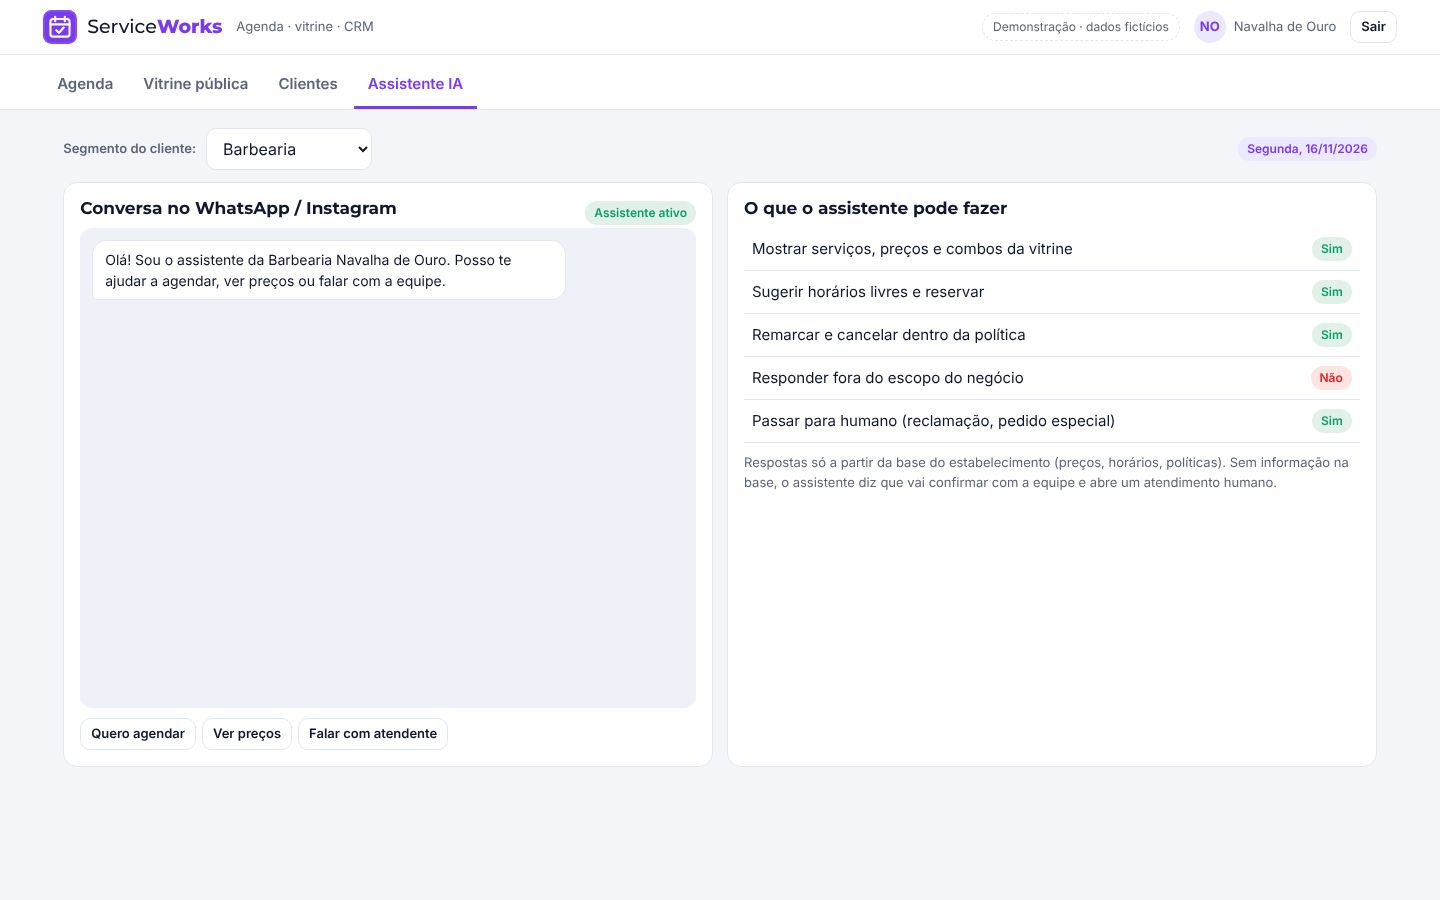 ServiceWorks
Agenda · vitrine · CRM
Demonstração · dados fictícios
NO
Navalha de Ouro
Sair
Agenda
Vitrine pública
Clientes
Assistente IA
Segmento do cliente:
Barbearia
Segunda, 16/11/2026
Conversa no WhatsApp / Instagram
Assistente ativo
Olá! Sou o assistente da Barbearia Navalha de Ouro. Posso te
ajudar a agendar, ver preços ou falar com a equipe.
Quero agendar
Ver preços
Falar com atendente
O que o assistente pode fazer
Mostrar serviços, preços e combos da vitrine
Sim
Sugerir horários livres e reservar
Sim
Remarcar e cancelar dentro da política
Sim
Responder fora do escopo do negócio
Não
Passar para humano (reclamação, pedido especial)
Sim
Respostas só a partir da base do estabelecimento (preços, horários, políticas). Sem informação na
base, o assistente diz que vai confirmar com a equipe e abre um atendimento humano.